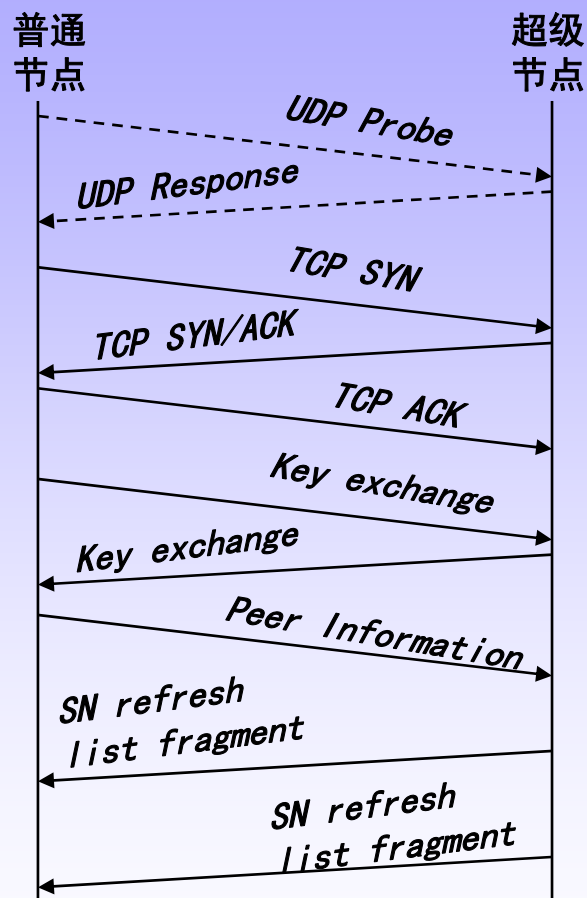 普通
节点
超级
节点
UDP Probe
UDP Response
TCP SYN
TCP SYN/ACK
TCP ACK
Key exchange
Key exchange
Peer Information
SN refresh
list fragment
SN refresh
list fragment